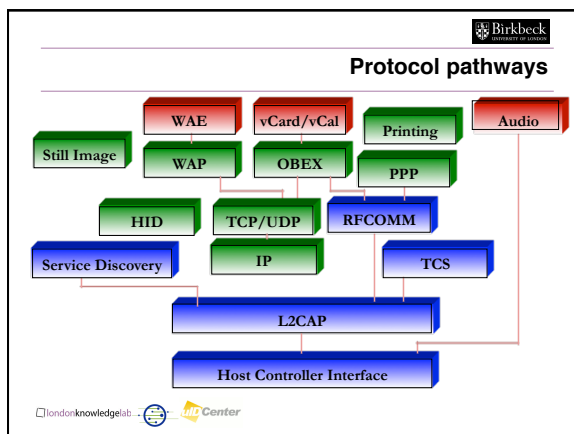 Birkbeck
UNIVERSITY OF LONDON
Protocol pathways
WAE
vCard/vCal
Printing
Audio
Still Image
WAP
OBEX
PPP
HID
TCP/UDP
RFCOMM
Service Discovery
IP
TCS
L2CAP
Host Controller Interface
londonknowledgelab
uIDCenter